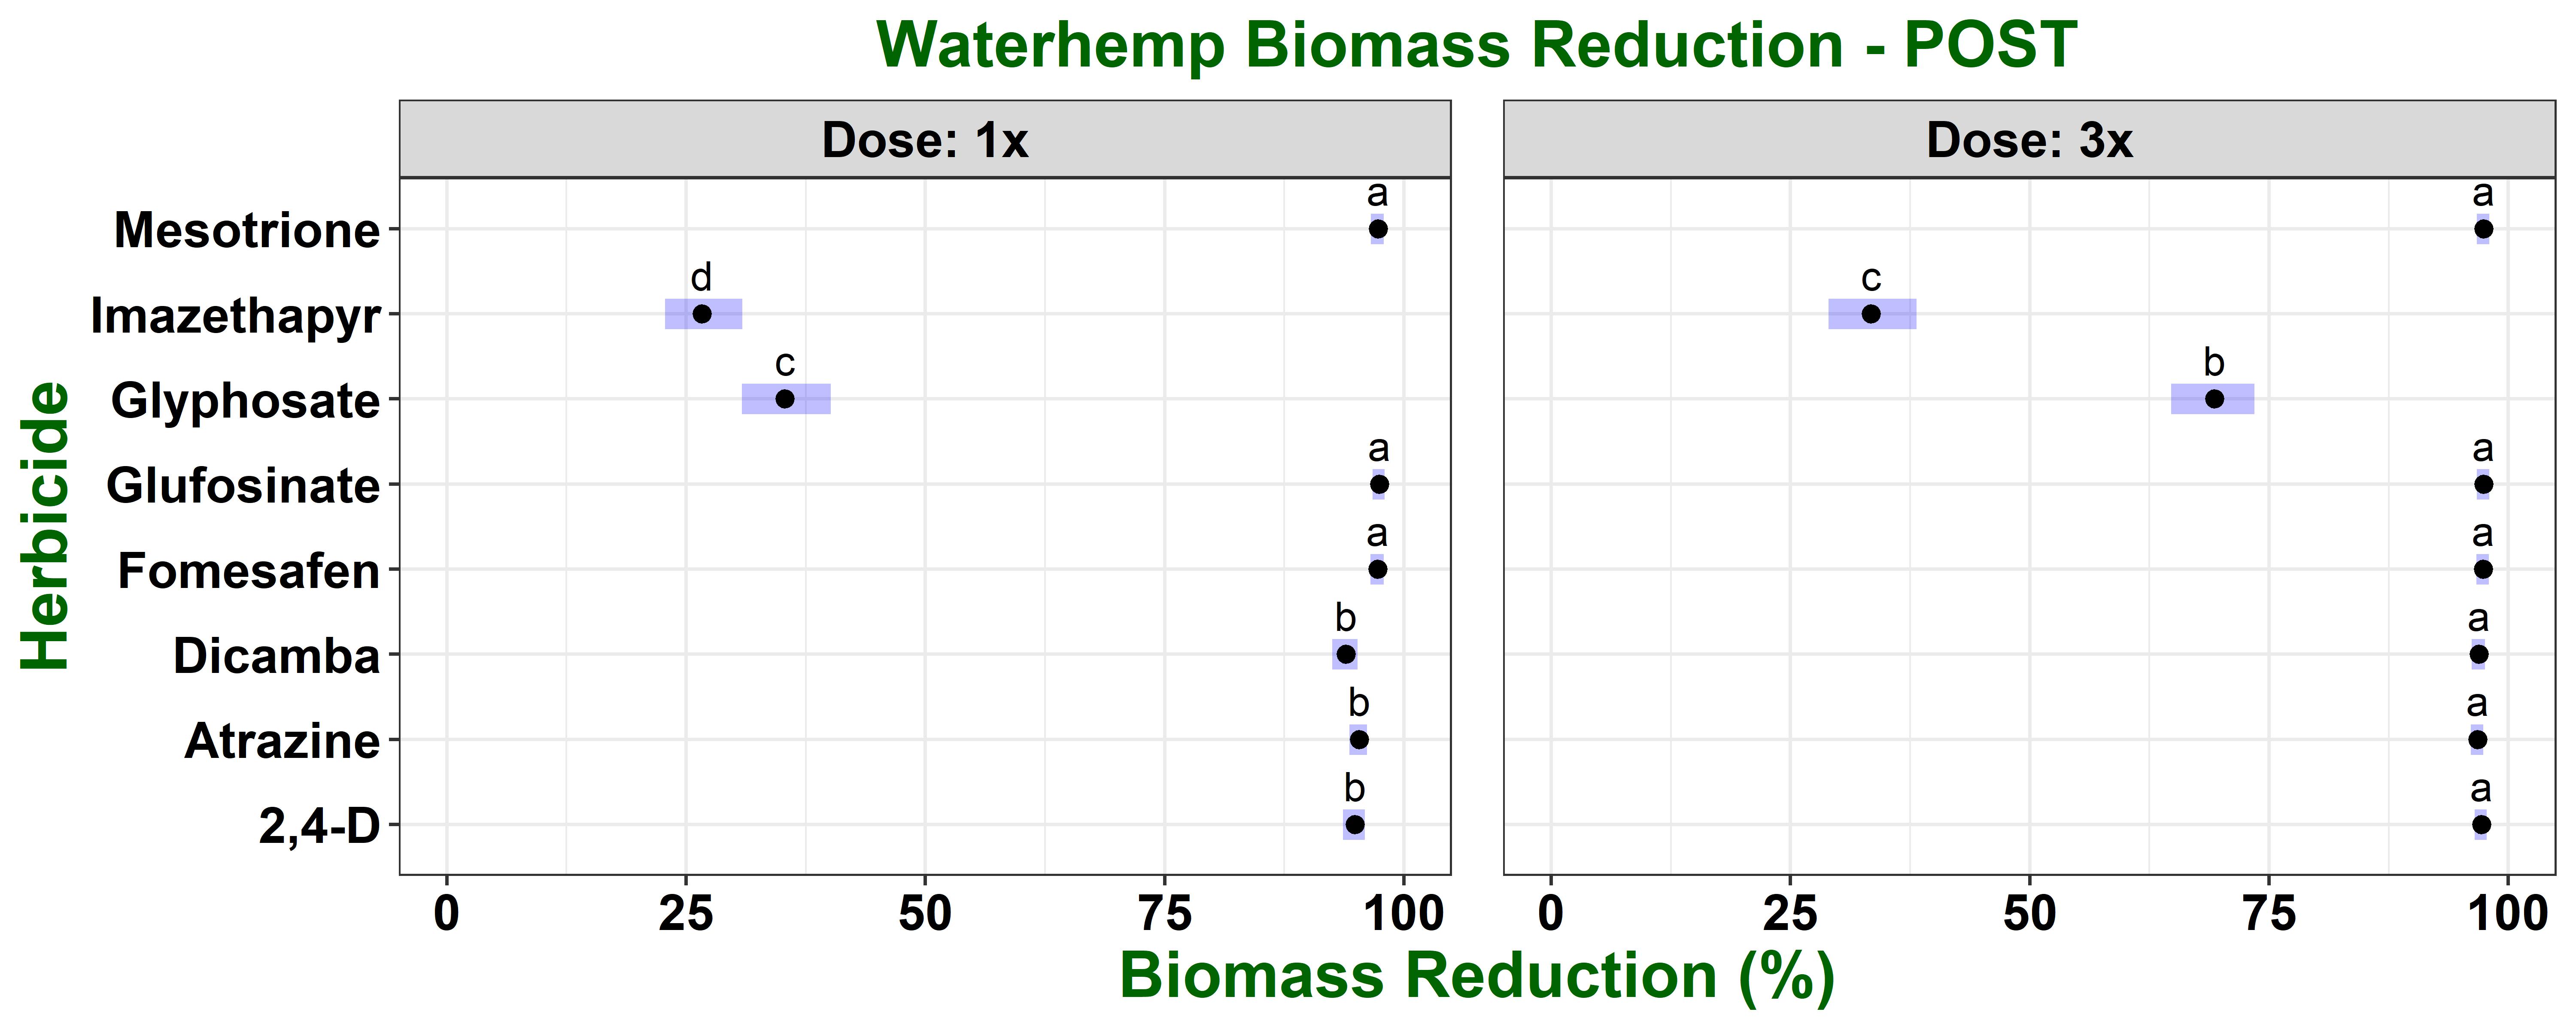 Waterhemp Biomass Reduction - POST
Dose: 1x
Dose: 3x
Herbicide
Mesotrione
a
a
Imazethapyr
d
c
Glyphosate
c
b
Glufosinate
a
a
Fomesafen
a
a
Dicamba
b
a
Atrazine
b
a
2,4-D
b
a
0 25 50 75 100
0 25 50 75 100
Biomass Reduction (%)